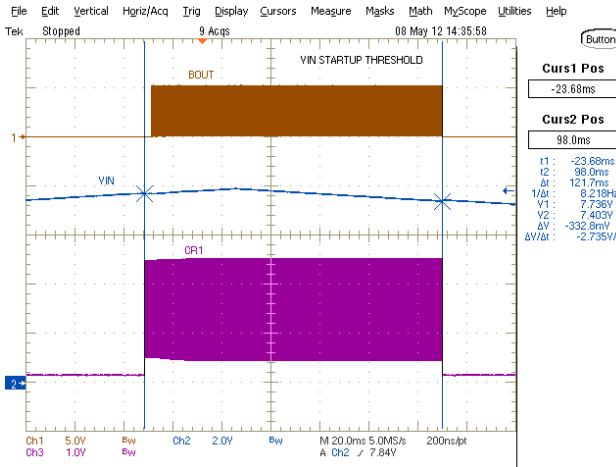 File Edit Vertical Horiz/Acq Trig Display Cursors Measure Masks Math MyScope Utilities Help
Tek Stopped 9 Acqs 08 May 12 14:35:58
Button
VIN STARTUP THRESHOLD
BOUT
Curs1 Pos
-23.68ms
Curs2 Pos
98.0ms
1
VIN
t1 : -23.68ms
t2 : 98.0ms
Δt : 121.7ms
1/Δt : 8.218Hz
V1 : 7.736V
V2 : 7.403V
ΔV : -332.8mV
ΔV/Δt : -2.735V
CR1
2
Ch1 5.0V Bw Ch2 2.0V Bw M 20.0ms 5.0MS/s 200ns/pt
Ch3 1.0V Bw A Ch2 ∕ 7.84V